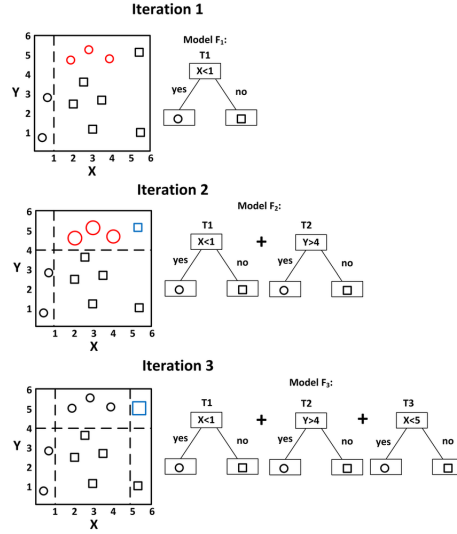 Iteration 1
Model F₁:
T1
X<1
yes
no
6
5
4
3
2
1
Y
1 2 3 4 5 6
X
Iteration 2
Model F₂:
T1 T2
X<1 + Y>4
yes no yes no
6
5
4
3
2
1
Y
1 2 3 4 5 6
X
Iteration 3
Model F₃:
T1 T2 T3
X<1 + Y>4 + X<5
yes no yes no yes no
6
5
4
3
2
1
Y
1 2 3 4 5 6
X